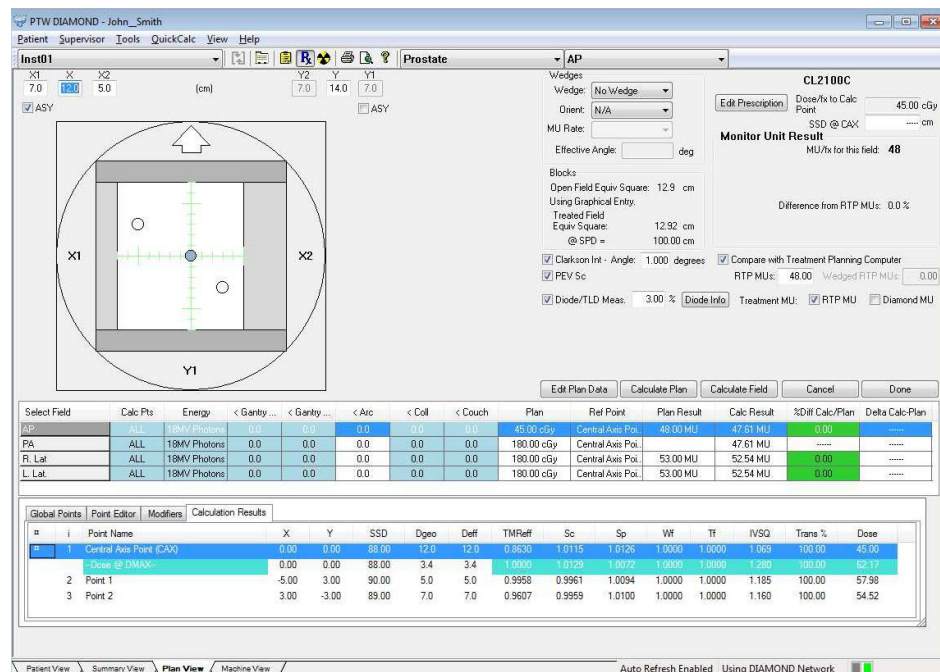 PTW DIAMOND - John__Smith
Patient Supervisor Tools QuickCalc View Help
Inst01 Rx Prostate AP
X1 X X2 Y2 Y Y1
7.0 12.0 5.0 (cm) 7.0 14.0 7.0
ASY ASY
X1 X2
Y1
Wedges
Wedge: No Wedge
Orient: N/A
MU Rate:
Effective Angle: deg
Blocks
Open Field Equiv Square: 12.9 cm
Using Graphical Entry.
Treated Field
Equiv Square: 12.92 cm
@ SPD = 100.00 cm
CL2100C
Edit Prescription Dose/fx to Calc Point 45.00 cGy
SSD @ CAX ----- cm
Monitor Unit Result
MU/fx for this field: 48
Difference from RTP MUs: 0.0 %
Clarkson Int - Angle: 1.000 degrees Compare with Treatment Planning Computer
PEV Sc RTP MUs: 48.00 Wedged RTP MUs: 0.00
Diode/TLD Meas. 3.00 % Diode Info Treatment MU: RTP MU Diamond MU
Edit Plan Data Calculate Plan Calculate Field Cancel Done
Select Field Calc Pts Energy < Gantry ... < Gantry ... < Arc < Coll < Couch Plan Ref Point Plan Result Calc Result %Diff Calc/Plan Delta Calc-Plan
AP ALL 18MV Photons 0.0 0.0 0.0 0.0 0.0 45.00 cGy Central Axis Poi.. 48.00 MU 47.61 MU 0.00 -----
PA ALL 18MV Photons 0.0 0.0 0.0 0.0 0.0 180.00 cGy Central Axis Poi.. 47.61 MU ----- -----
R. Lat ALL 18MV Photons 0.0 0.0 0.0 0.0 0.0 180.00 cGy Central Axis Poi.. 53.00 MU 52.54 MU 0.00 -----
L. Lat ALL 18MV Photons 0.0 0.0 0.0 0.0 0.0 180.00 cGy Central Axis Poi.. 53.00 MU 52.54 MU 0.00 -----
Global Points Point Editor Modifiers Calculation Results
¤ i Point Name X Y SSD Dgeo Deff TMReff Sc Sp Wf Tf IVSQ Trans % Dose
¤ 1 Central Axis Point (CAX) 0.00 0.00 88.00 12.0 12.0 0.8630 1.0115 1.0126 1.0000 1.0000 1.069 100.00 45.00
--Dose @ DMAX-- 0.00 0.00 88.00 3.4 3.4 1.0000 1.0129 1.0072 1.0000 1.0000 1.280 100.00 62.17
2 Point 1 -5.00 3.00 90.00 5.0 5.0 0.9958 0.9961 1.0094 1.0000 1.0000 1.185 100.00 57.98
3 Point 2 3.00 -3.00 89.00 7.0 7.0 0.9607 0.9959 1.0100 1.0000 1.0000 1.160 100.00 54.52
Patient View Summary View Plan View Machine View Auto Refresh Enabled Using DIAMOND Network